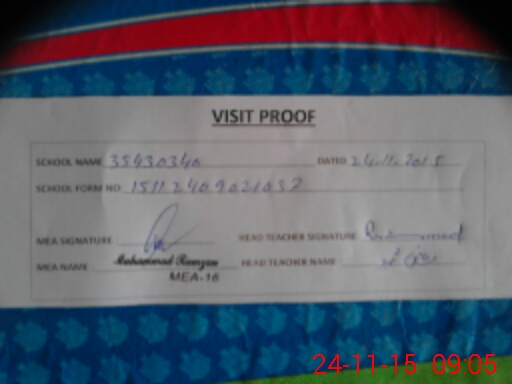 VISIT PROOF
SCHOOL NAME 35430340 DATED 24.11.2015
SCHOOL FORM NO 15112409021037
MEA SIGNATURE HEAD TEACHER SIGNATURE
MEA NAME Muhammad Ramzan HEAD TEACHER NAME
MEA-16
24-11-15 09:05